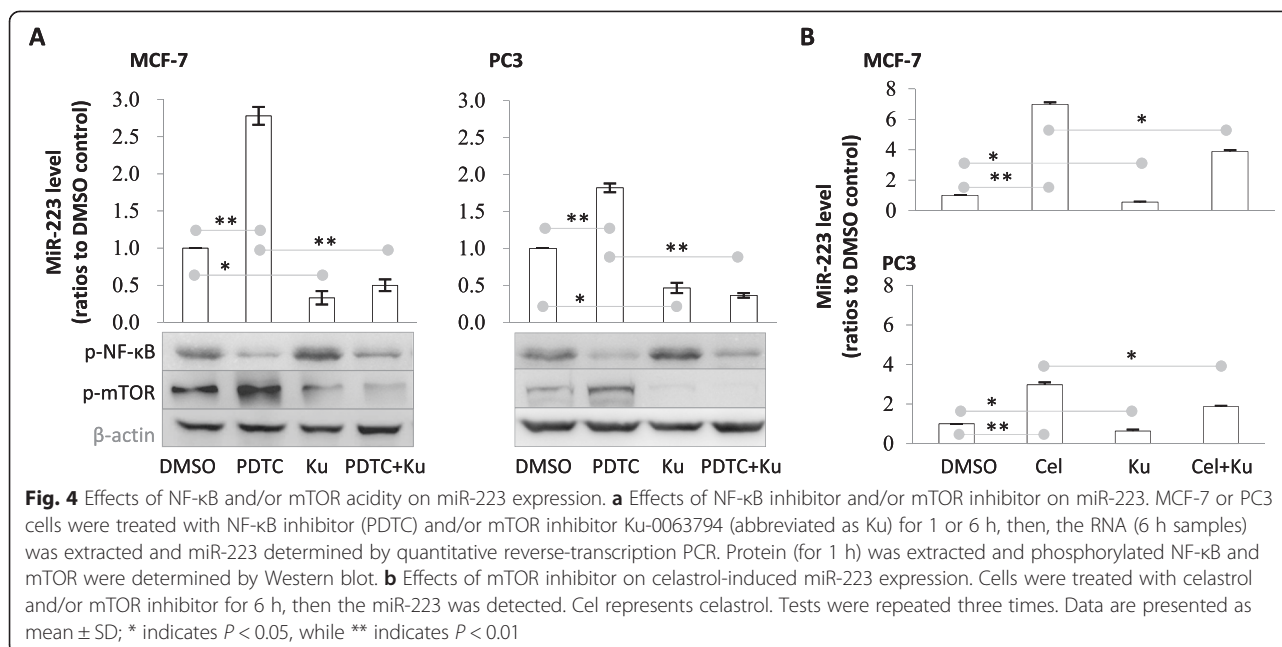 A
B
MCF-7
PC3
MCF-7
MiR-223 level
(ratios to DMSO control)
3.0
2.5
2.0
1.5
1.0
0.5
0.0
**
*
**
3.0
2.5
2.0
1.5
1.0
0.5
0.0
**
*
**
p-NF-κB
p-mTOR
β-actin
DMSO PDTC Ku PDTC+Ku
DMSO PDTC Ku PDTC+Ku
MiR-223 level
(ratios to DMSO control)
8
6
4
2
0
*
**
*
PC3
8
6
4
2
0
*
**
*
DMSO Cel Ku Cel+Ku
Fig. 4 Effects of NF-κB and/or mTOR acidity on miR-223 expression. a Effects of NF-κB inhibitor and/or mTOR inhibitor on miR-223. MCF-7 or PC3
cells were treated with NF-κB inhibitor (PDTC) and/or mTOR inhibitor Ku-0063794 (abbreviated as Ku) for 1 or 6 h, then, the RNA (6 h samples)
was extracted and miR-223 determined by quantitative reverse-transcription PCR. Protein (for 1 h) was extracted and phosphorylated NF-κB and
mTOR were determined by Western blot. b Effects of mTOR inhibitor on celastrol-induced miR-223 expression. Cells were treated with celastrol
and/or mTOR inhibitor for 6 h, then the miR-223 was detected. Cel represents celastrol. Tests were repeated three times. Data are presented as
mean ± SD; * indicates P < 0.05, while ** indicates P < 0.01